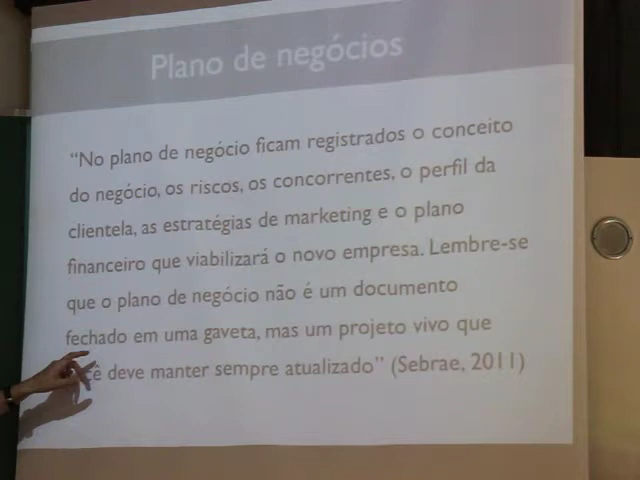 Plano de negócios
“No plano de negócio ficam registrados o conceito
do negócio, os riscos, os concorrentes, o perfil da
clientela, as estratégias de marketing e o plano
financeiro que viabilizará o novo empresa. Lembre-se
que o plano de negócio não é um documento
fechado em uma gaveta, mas um projeto vivo que
cê deve manter sempre atualizado” (Sebrae, 2011)